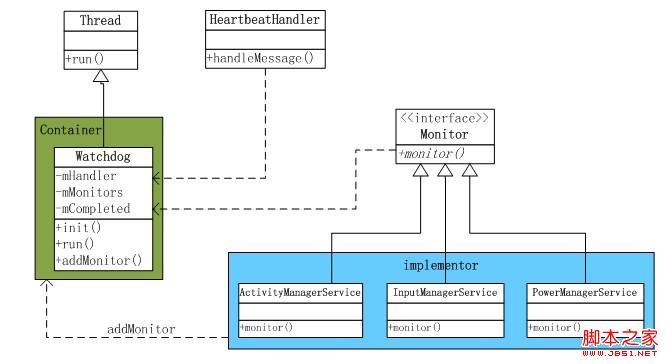 Thread
+run()
HeartbeatHandler
+handleMessage()
Container
Watchdog
-mHandler
-mMonitors
-mCompleted
+init()
+run()
+addMonitor()
<<interface>>
Monitor
+monitor()
implementor
ActivityManagerService
+monitor()
InputManagerService
+monitor()
PowerManagerService
+monitor()
addMonitor
脚本之家
WWW.JB51.NET